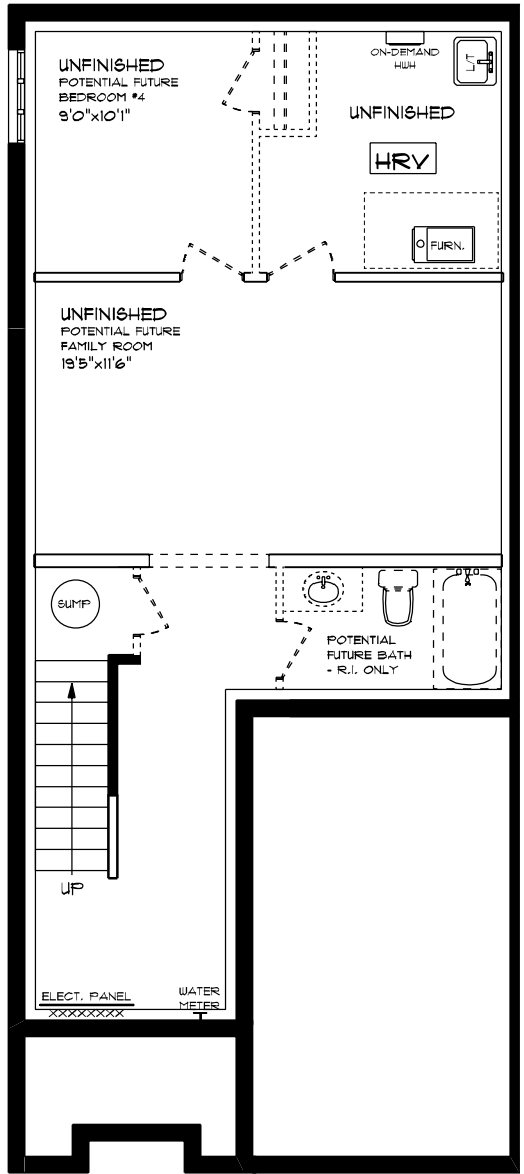 UNFINISHED
POTENTIAL FUTURE
BEDROOM #4
9'0"x10'1"
ON-DEMAND
HWH
L/T
UNFINISHED
HRV
FURN.
UNFINISHED
POTENTIAL FUTURE
FAMILY ROOM
19'5"x11'6"
SUMP
POTENTIAL
FUTURE BATH
- R.I. ONLY
UP
ELECT. PANEL
WATER
METER